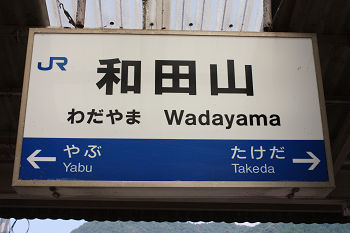 JR
和田山
わだやま Wadayama
← やぶ たけだ →
Yabu Takeda